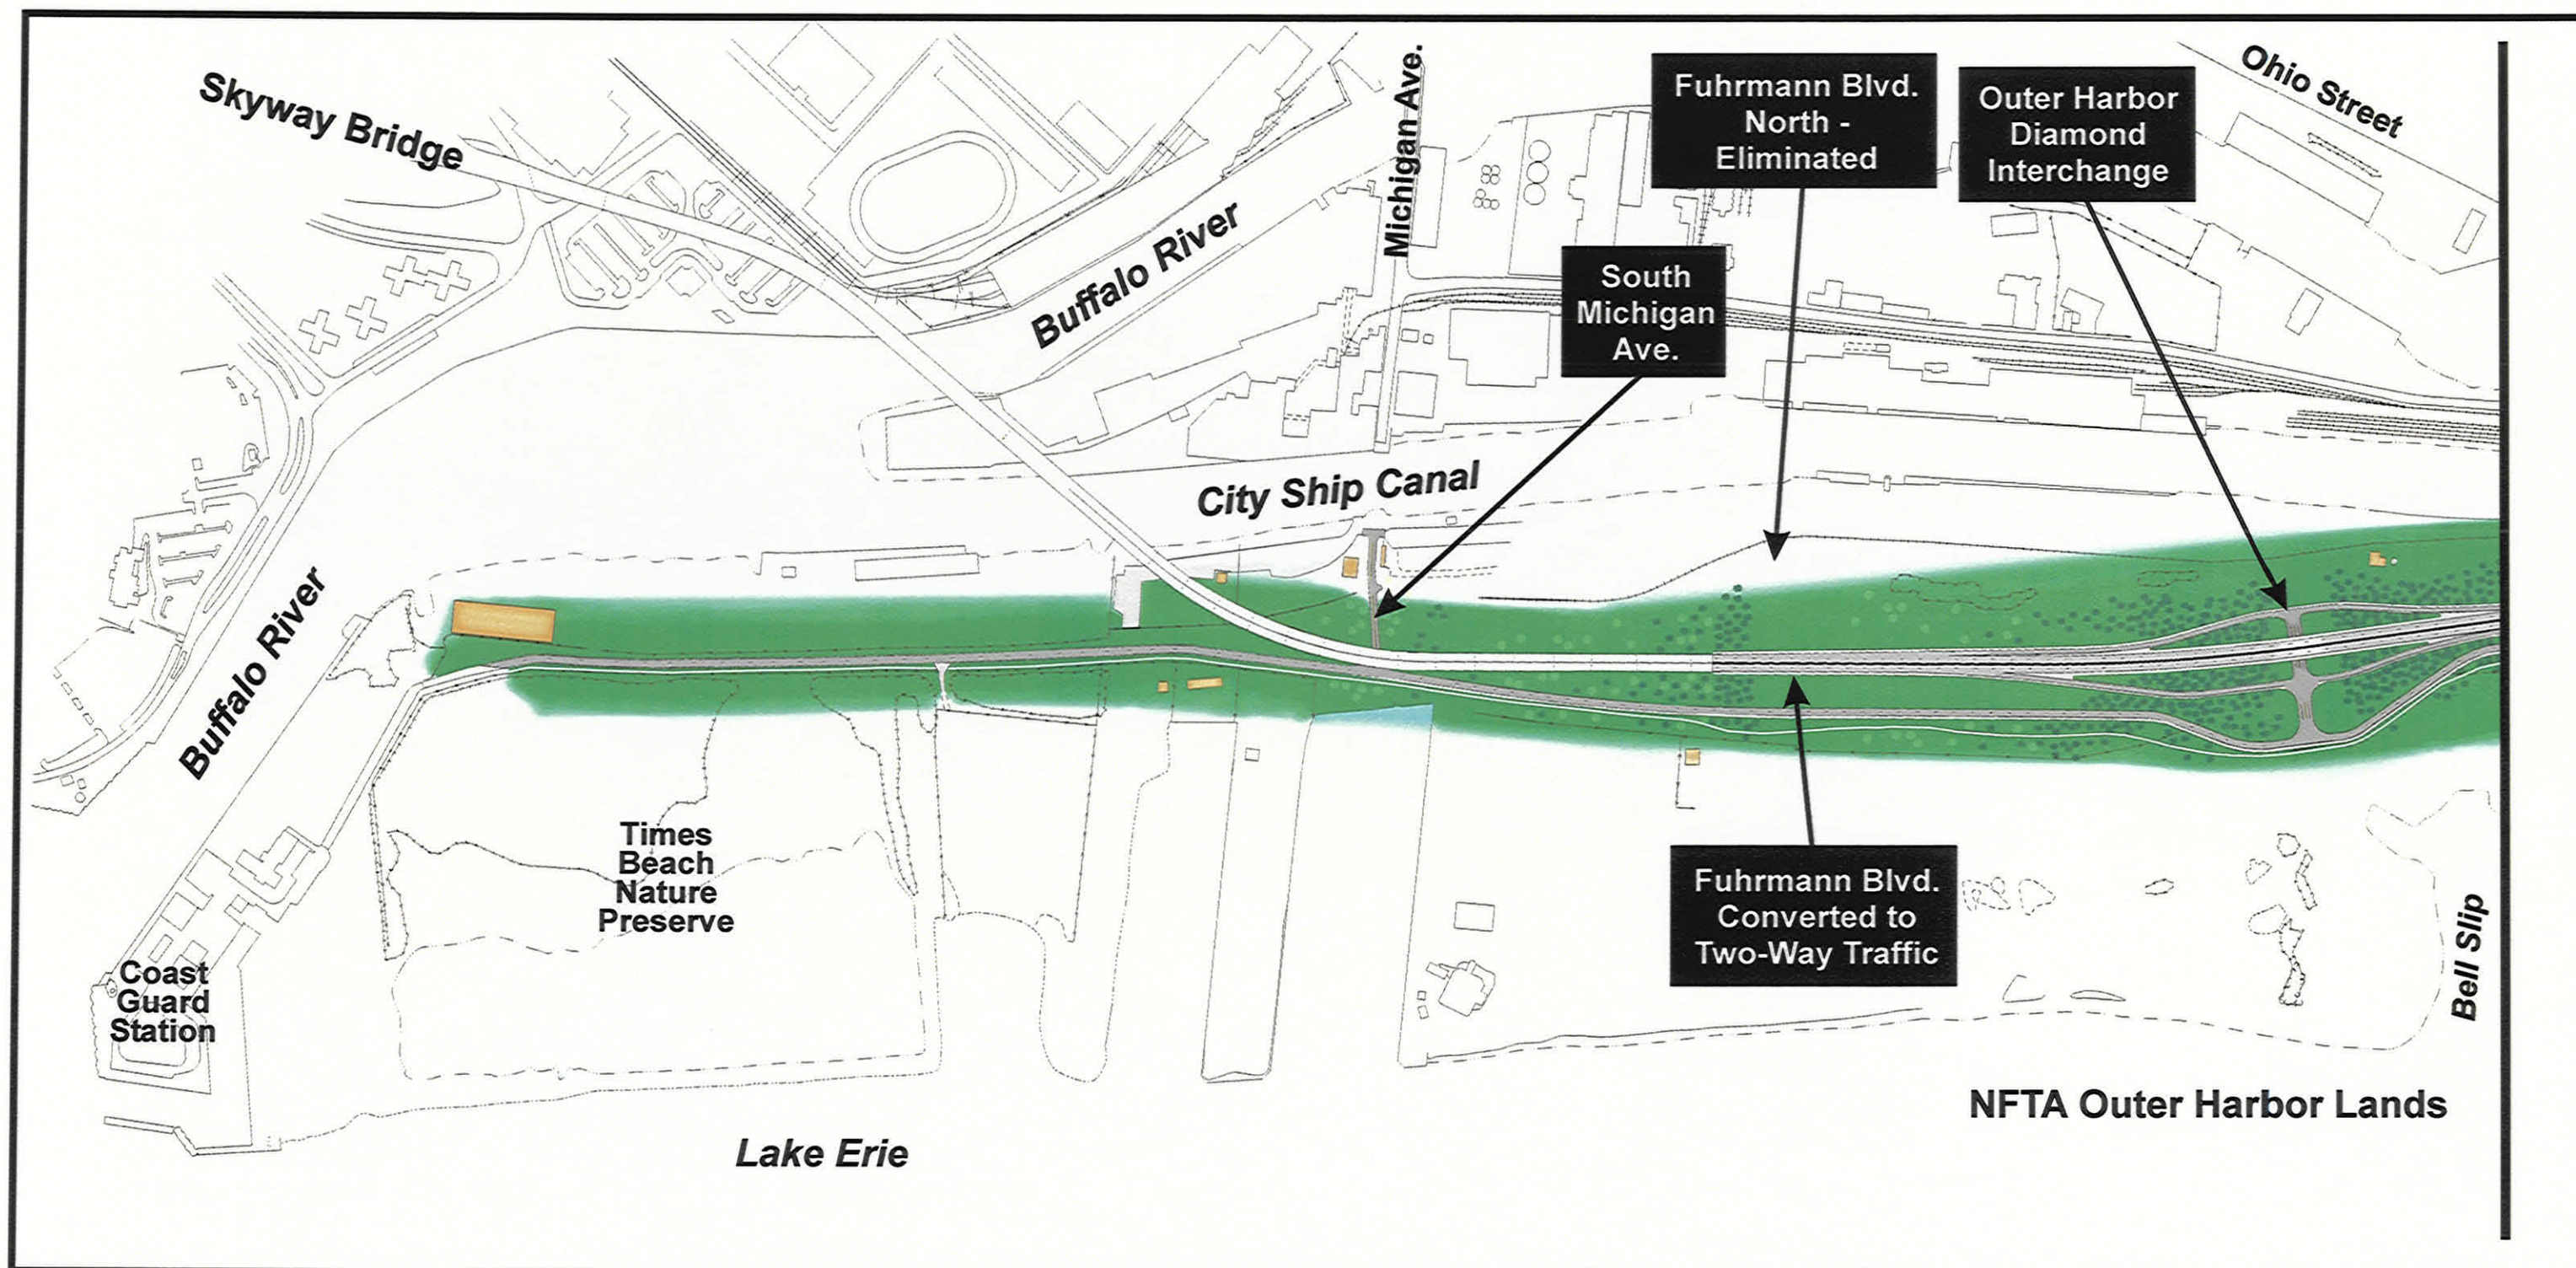 Skyway Bridge
Buffalo River
Michigan Ave.
Fuhrmann Blvd.
North -
Eliminated
Outer Harbor
Diamond
Interchange
Ohio Street
South
Michigan
Ave.
City Ship Canal
Buffalo River
Times
Beach
Nature
Preserve
Fuhrmann Blvd.
Converted to
Two-Way Traffic
Coast
Guard
Station
Bell Slip
NFTA Outer Harbor Lands
Lake Erie